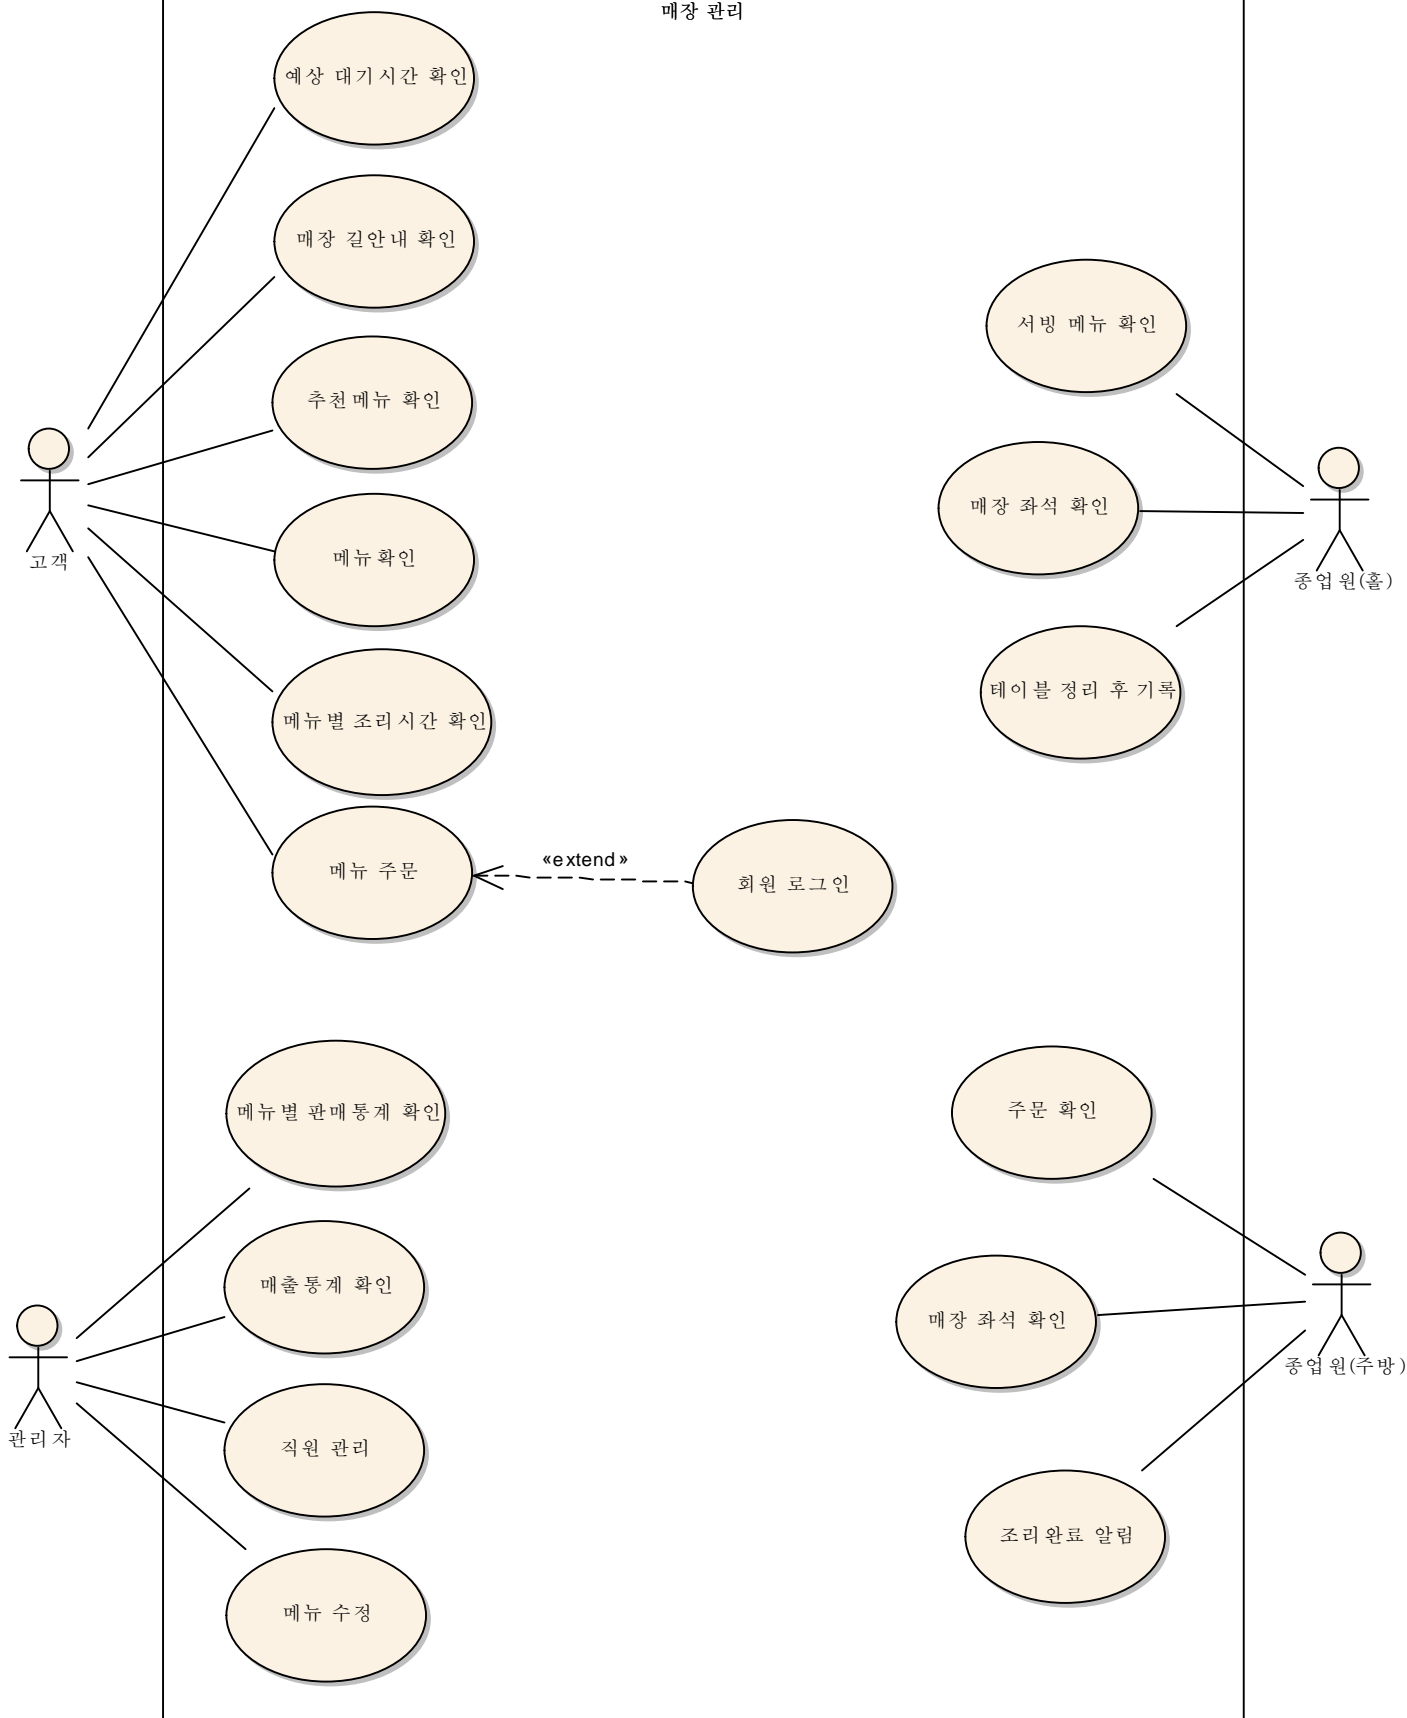 매장 관리
예상 대기시간 확인
매장 길안내 확인
서빙 메뉴 확인
추천메뉴 확인
매장 좌석 확인
메뉴확인
고객
종업원(홀)
테이블 정리 후 기록
메뉴별 조리시간 확인
«extend»
메뉴 주문
회원 로그인
메뉴별 판매통계 확인
주문 확인
매출통계 확인
매장 좌석 확인
종업원(주방)
관리자
직원 관리
조리완료 알림
메뉴 수정